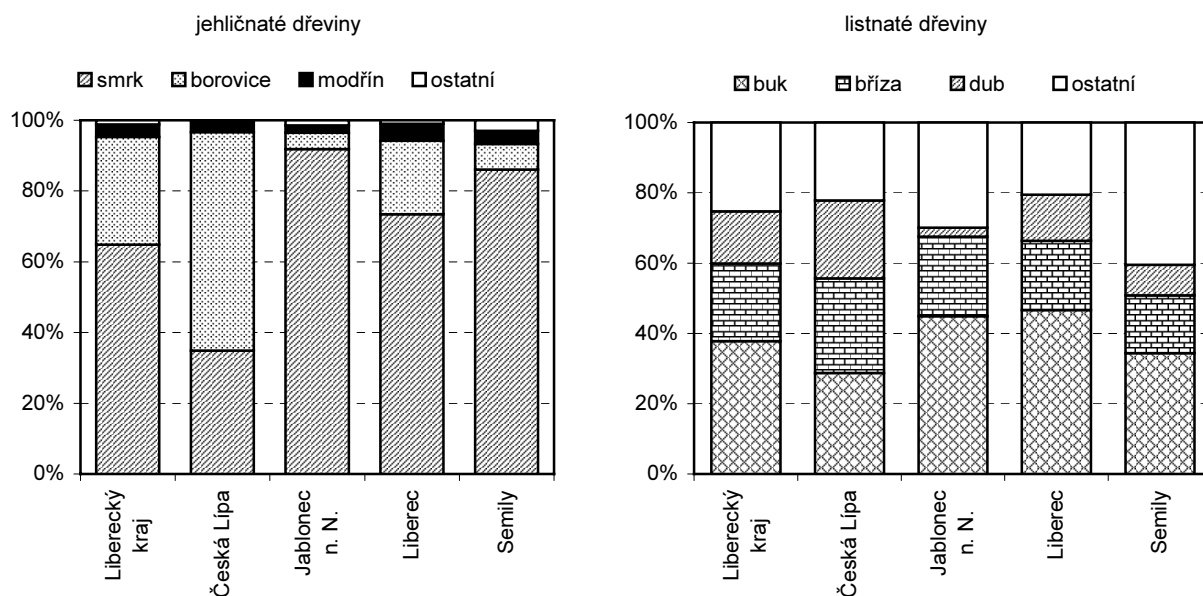 jehličnaté dřeviny
smrk borovice modřín ostatní
100%
80%
60%
40%
20%
0%
Liberecký
kraj
Česká Lípa
Jablonec
n. N.
Liberec
Semily
listnaté dřeviny
buk bříza dub ostatní
100%
80%
60%
40%
20%
0%
Liberecký
kraj
Česká Lípa
Jablonec
n. N.
Liberec
Semily